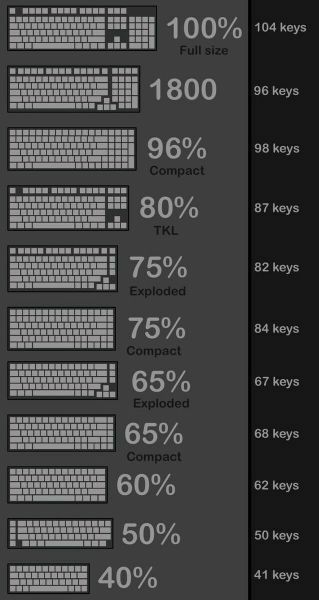 100% 104 keys
Full size
1800 96 keys
96% 98 keys
Compact
80% 87 keys
TKL
75% 82 keys
Exploded
75% 84 keys
Compact
65% 67 keys
Exploded
65% 68 keys
Compact
60% 62 keys
50% 50 keys
40% 41 keys